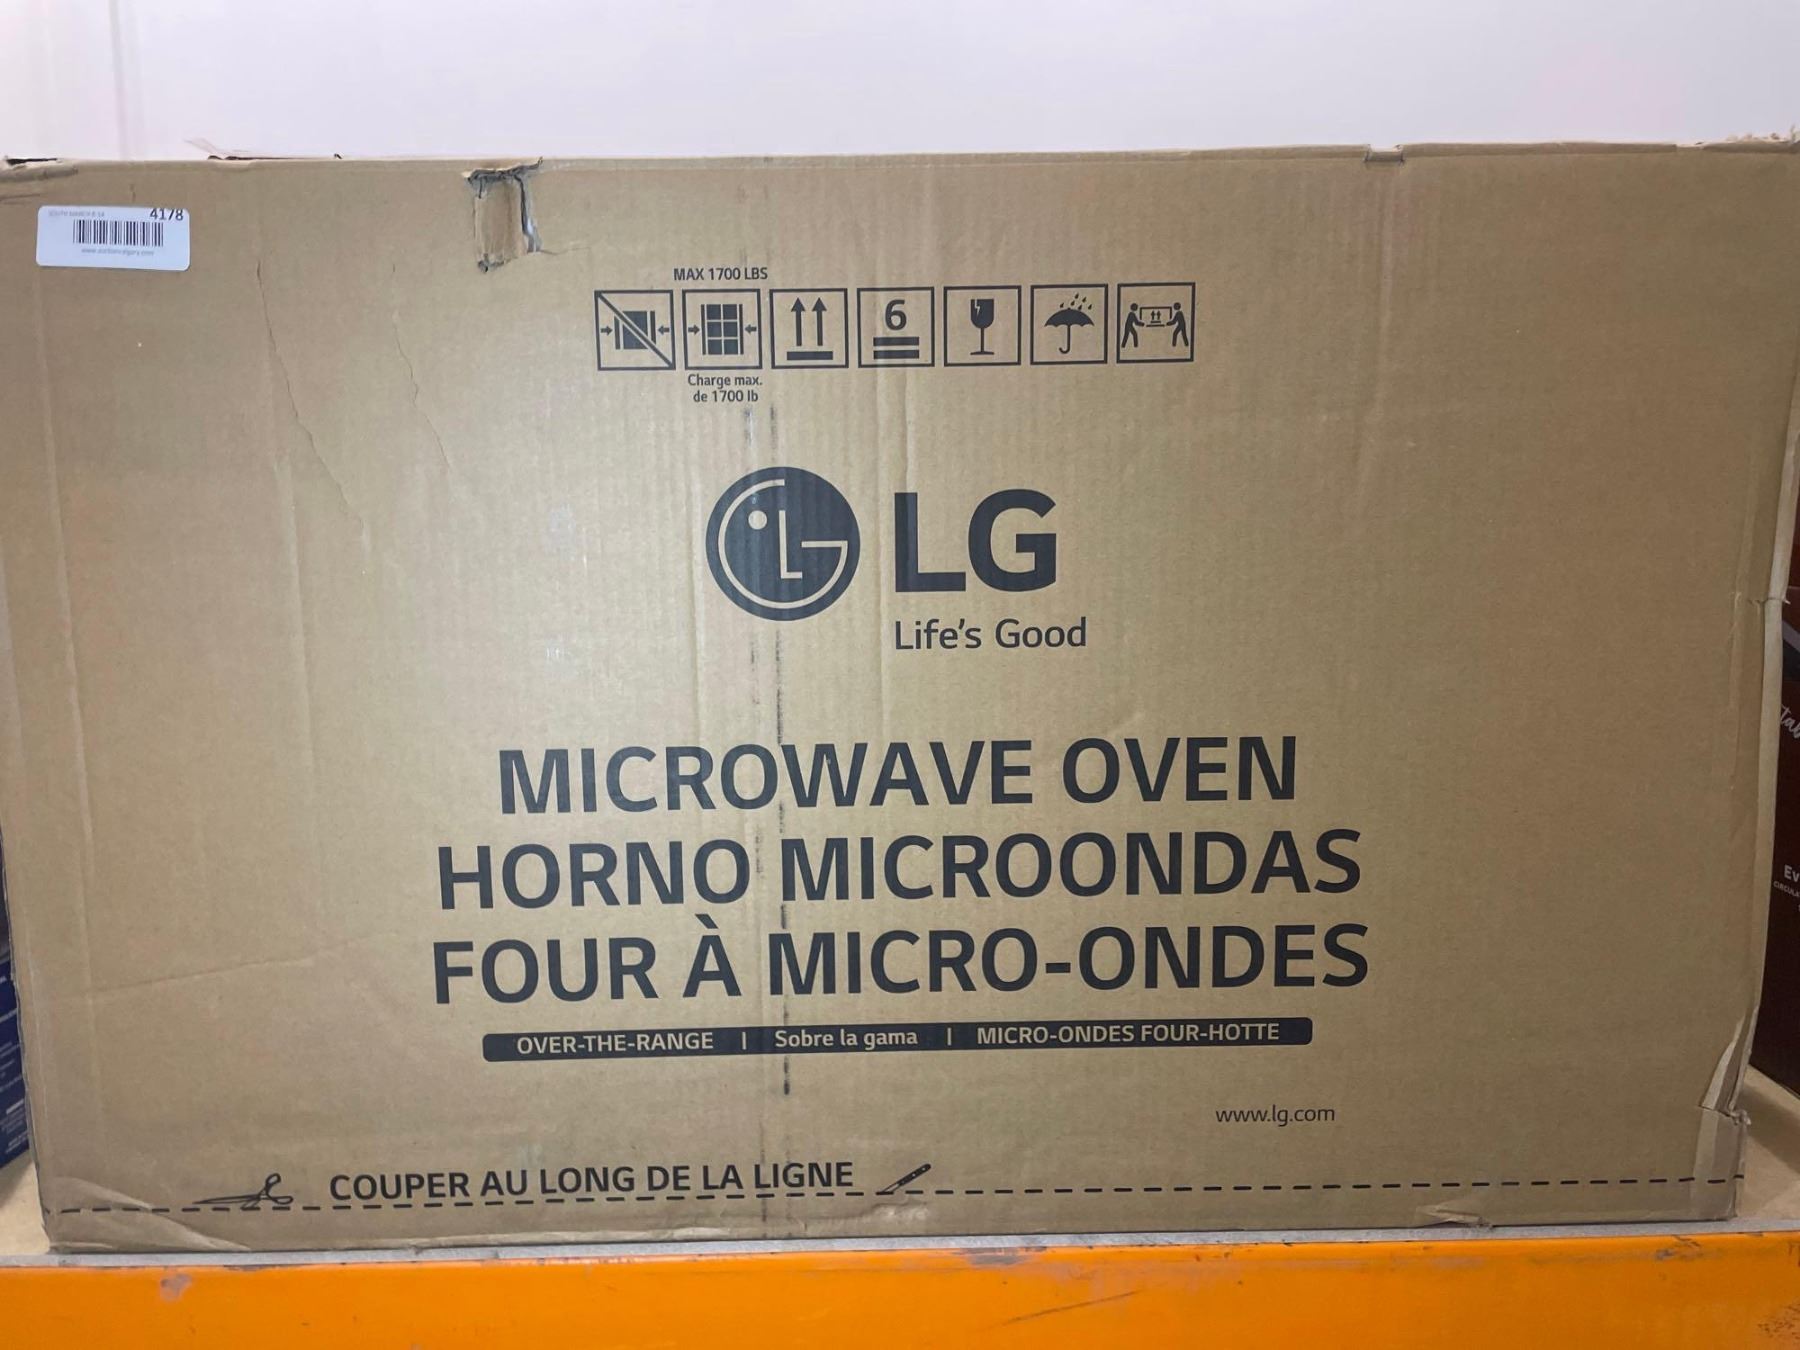 4178
MAX 1700 LBS
6
Charge max.
de 1700 lb
LG
Life's Good
MICROWAVE OVEN
HORNO MICROONDAS
FOUR À MICRO-ONDES
OVER-THE-RANGE | Sobre la gama | MICRO-ONDES FOUR-HOTTE
www.lg.com
COUPER AU LONG DE LA LIGNE